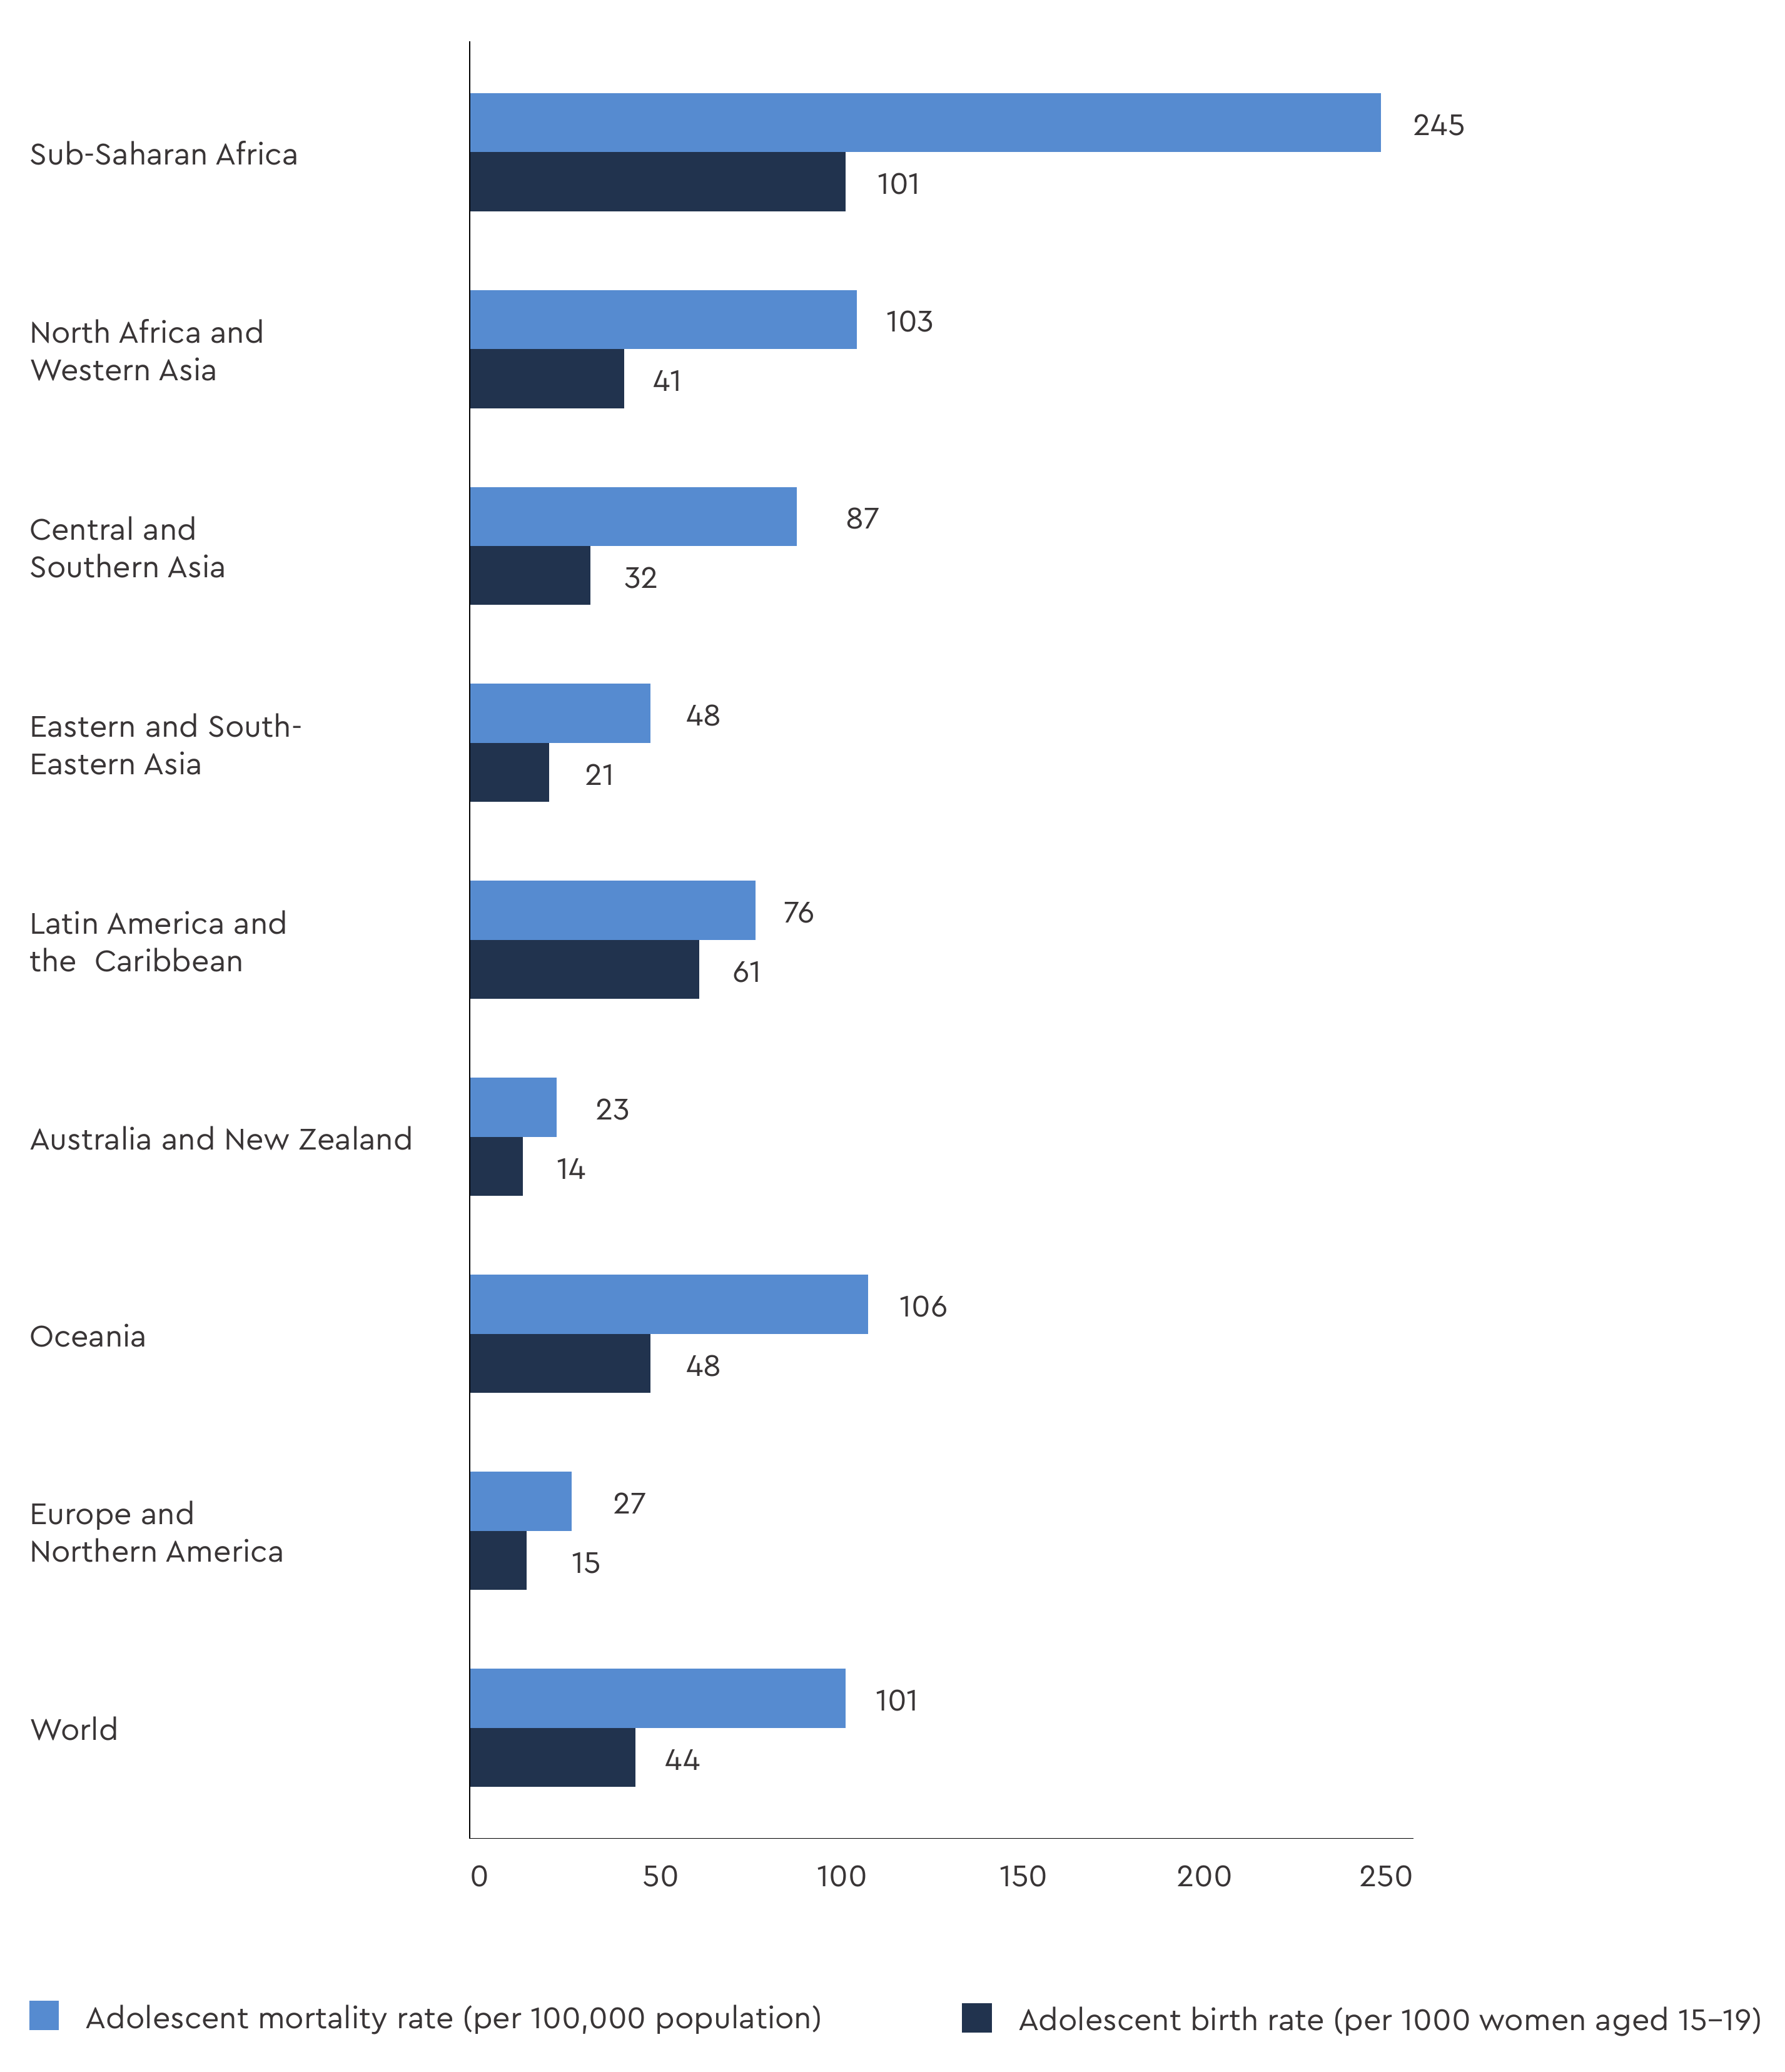 245
Sub-Saharan Africa
101
103
North Africa and
Western Asia
41
87
Central and
Southern Asia
32
48
Eastern and South-
Eastern Asia
21
76
Latin America and
the  Caribbean
61
23
Australia and New Zealand
14
106
Oceania
48
27
Europe and
Northern America
15
101
World
44
0 50 100 150 200 250
Adolescent mortality rate (per 100,000 population)
Adolescent birth rate (per 1000 women aged 15–19)